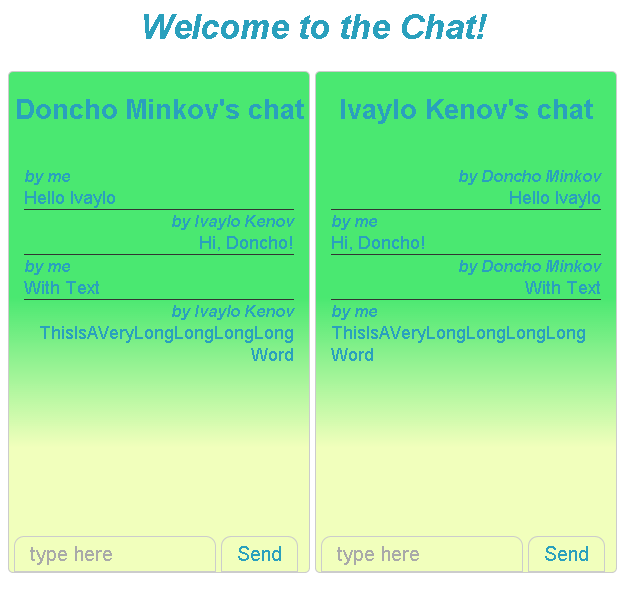 Welcome to the Chat!
Doncho Minkov's chat
by me
Hello Ivaylo
by Ivaylo Kenov
Hi, Doncho!
by me
With Text
by Ivaylo Kenov
ThisIsAVeryLongLongLongLong
Word
type here
Send
Ivaylo Kenov's chat
by Doncho Minkov
Hello Ivaylo
by me
Hi, Doncho!
by Doncho Minkov
With Text
by me
ThisIsAVeryLongLongLongLong
Word
type here
Send